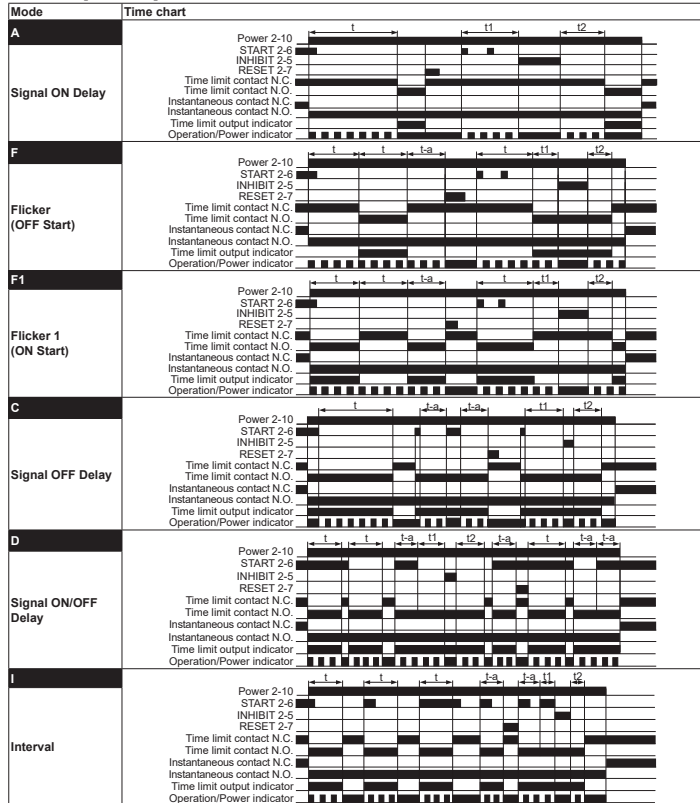 Mode Time chart
A
Signal ON Delay
t t1 t2
Power 2-10
START 2-6
INHIBIT 2-5
RESET 2-7
Time limit contact N.C.
Time limit contact N.O.
Instantaneous contact N.C.
Instantaneous contact N.O.
Time limit output indicator
Operation/Power indicator
F
Flicker
(OFF Start)
t t t-a t t1 t2
Power 2-10
START 2-6
INHIBIT 2-5
RESET 2-7
Time limit contact N.C.
Time limit contact N.O.
Instantaneous contact N.C.
Instantaneous contact N.O.
Time limit output indicator
Operation/Power indicator
F1
Flicker 1
(ON Start)
t t t-a t t1 t2
Power 2-10
START 2-6
INHIBIT 2-5
RESET 2-7
Time limit contact N.C.
Time limit contact N.O.
Instantaneous contact N.C.
Instantaneous contact N.O.
Time limit output indicator
Operation/Power indicator
C
Signal OFF Delay
t t-a t-a t1 t2
Power 2-10
START 2-6
INHIBIT 2-5
RESET 2-7
Time limit contact N.C.
Time limit contact N.O.
Instantaneous contact N.C.
Instantaneous contact N.O.
Time limit output indicator
Operation/Power indicator
D
Signal ON/OFF
Delay
t t t-a t1 t2 t-a t t-a t-a
Power 2-10
START 2-6
INHIBIT 2-5
RESET 2-7
Time limit contact N.C.
Time limit contact N.O.
Instantaneous contact N.C.
Instantaneous contact N.O.
Time limit output indicator
Operation/Power indicator
I
Interval
t t t t-a t-a t1 t2
Power 2-10
START 2-6
INHIBIT 2-5
RESET 2-7
Time limit contact N.C.
Time limit contact N.O.
Instantaneous contact N.C.
Instantaneous contact N.O.
Time limit output indicator
Operation/Power indicator